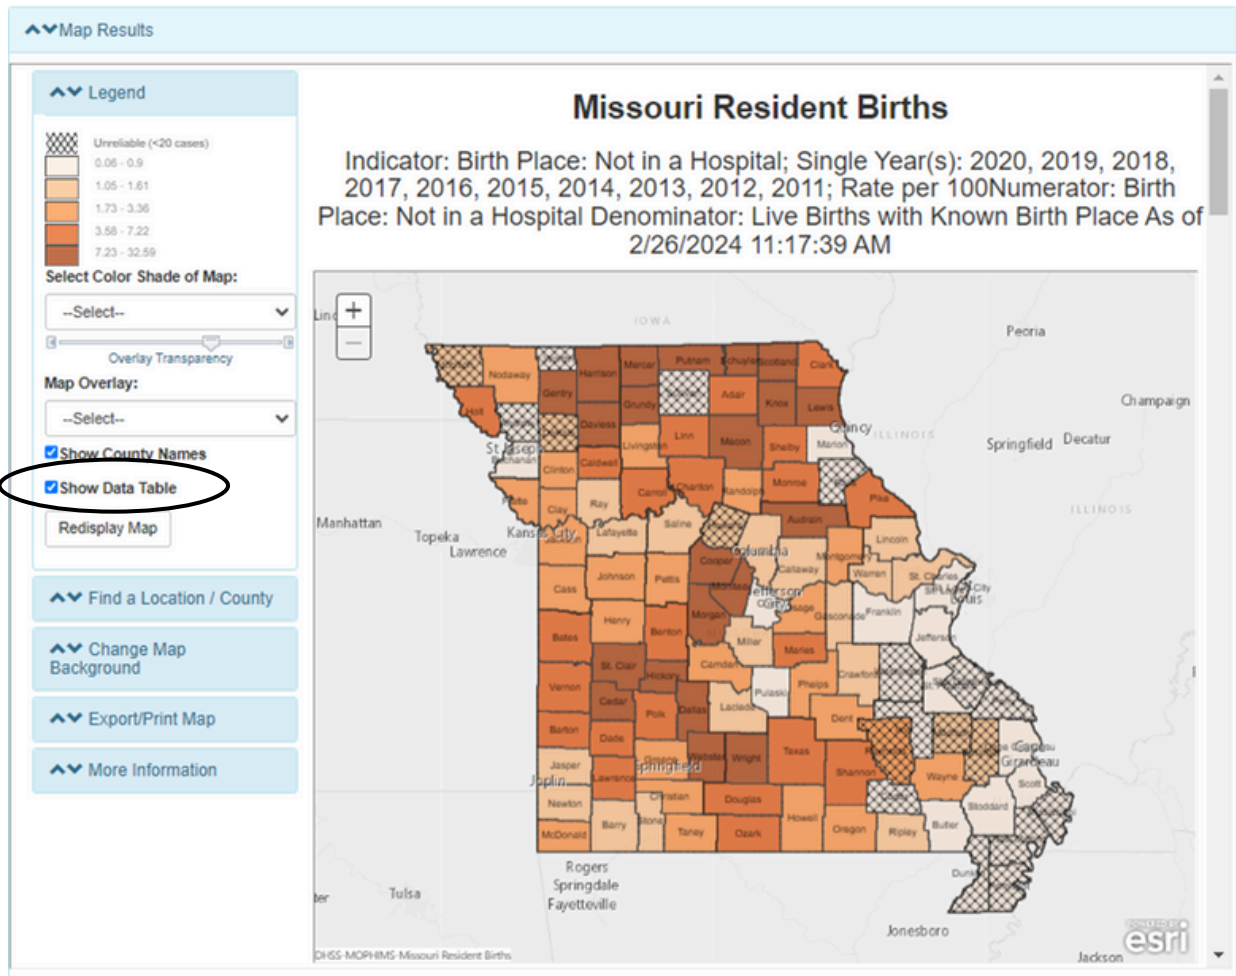 Map Results
Legend
Unreliable (<20 cases)
0.06 - 0.9
1.05 - 1.61
1.73 - 3.36
3.58 - 7.22
7.23 - 32.59
Select Color Shade of Map:
--Select--
Overlay Transparency
Map Overlay:
--Select--
Show County Names
Show Data Table
Redisplay Map
Find a Location / County
Change Map
Background
Export/Print Map
More Information
Missouri Resident Births
Indicator: Birth Place: Not in a Hospital; Single Year(s): 2020, 2019, 2018,
2017, 2016, 2015, 2014, 2013, 2012, 2011; Rate per 100Numerator: Birth
Place: Not in a Hospital Denominator: Live Births with Known Birth Place As of
2/26/2024 11:17:39 AM
+
−
IOWA
Peoria
Champaign
Quincy
ILLINOIS
Springfield
Decatur
ILLINOIS
Manhattan
Topeka
Lawrence
Kansas City
St Joseph
Columbia
Jefferson
City
Louis
Springfield
Joplin
Girardeau
Rogers
Springdale
Fayetteville
Tulsa
Jonesboro
Jackson
Nodaway
Harrison
Mercer
Putnam
Schuyler
Scotland
Clark
Holt
Gentry
Grundy
Adair
Knox
Lewis
Daviess
Livingston
Linn
Macon
Shelby
Marion
Buchanan
Clinton
Caldwell
Carroll
Chariton
Randolph
Monroe
Pike
Platte
Clay
Ray
Lafayette
Saline
Audrain
Lincoln
Cass
Johnson
Pettis
Cooper
Moniteau
Callaway
Montgomery
Warren
St. Charles
Henry
Benton
Morgan
Osage
Gasconade
Franklin
Jefferson
Bates
Miller
Maries
St. Clair
Hickory
Camden
Pulaski
Phelps
Crawford
Vernon
Cedar
Polk
Dallas
Laclede
Dent
Barton
Dade
Greene
Webster
Wright
Texas
Shannon
Wayne
Jasper
Lawrence
Christian
Douglas
Howell
Oregon
Ripley
Butler
Stoddard
Scott
Newton
McDonald
Barry
Stone
Taney
Ozark
DHSS-MOPHIMS-Missouri Resident Births
POWERED BY
esri